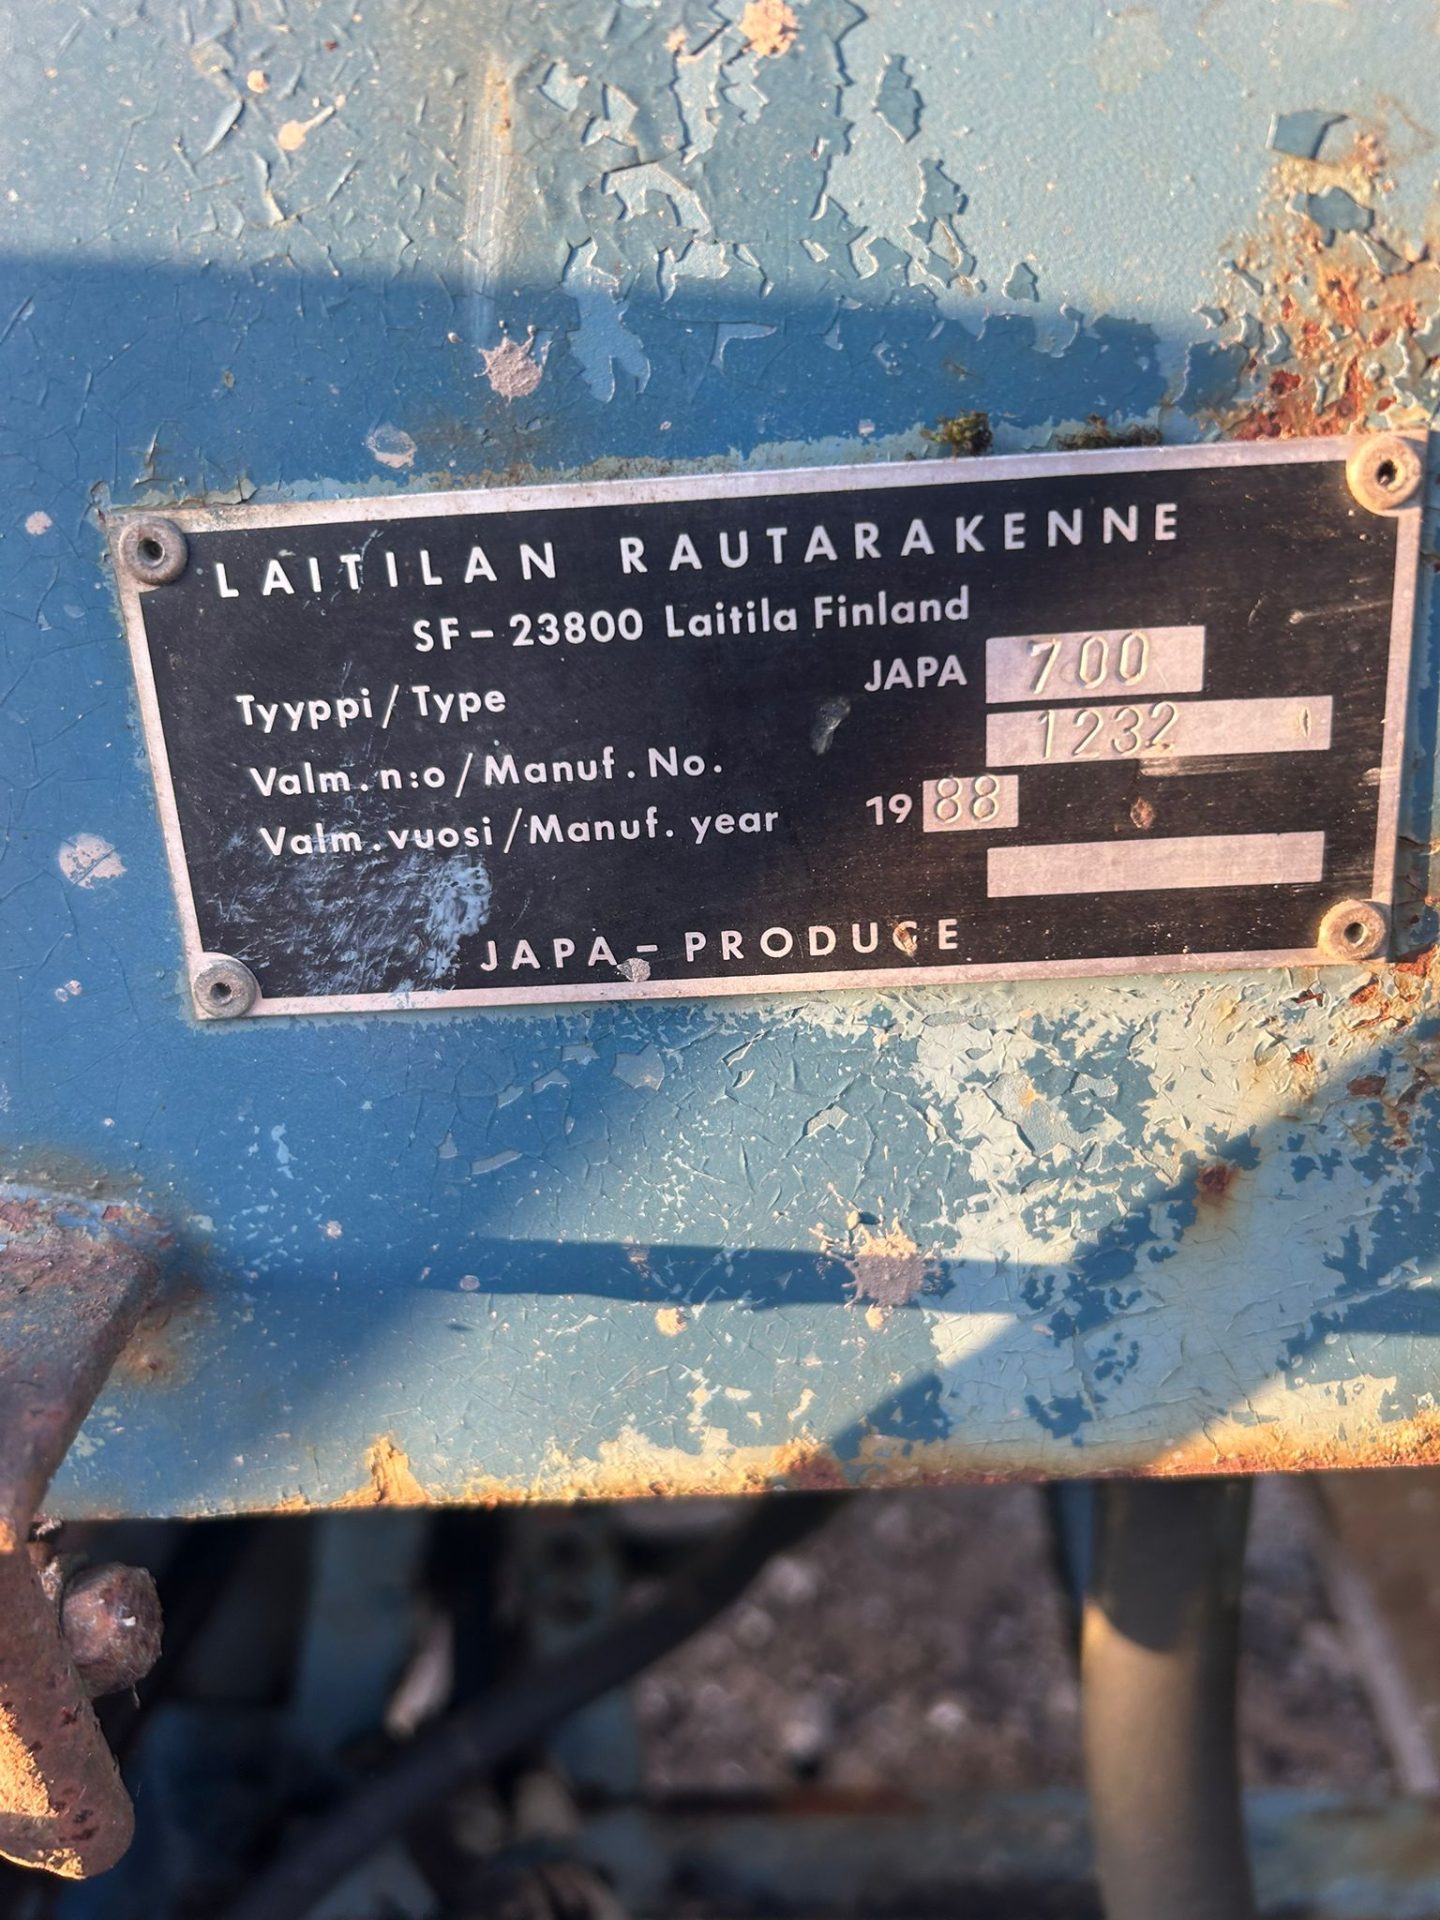 LAITILAN RAUTARAKENNE
SF-23800 Laitila Finland
Tyyppi/Type JAPA 700
Valm.n:o/Manuf.No. 1232
Valm.vuosi/Manuf. year 1988
JAPA-PRODUCE